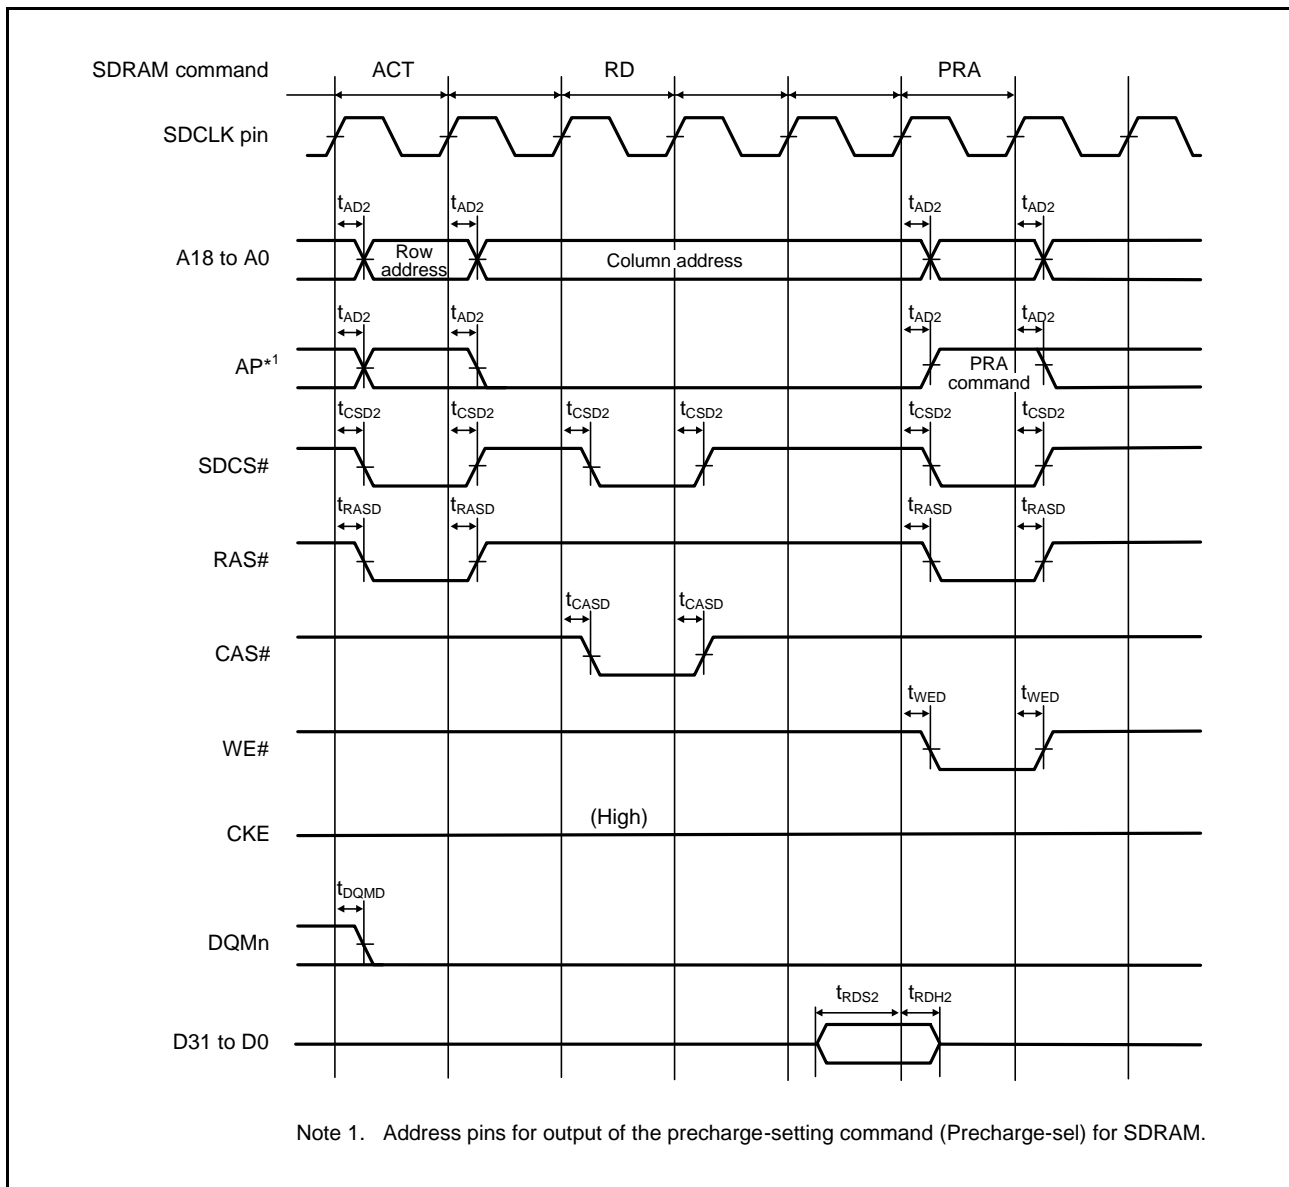 SDRAM command ACT RD PRA
SDCLK pin
tAD2 tAD2 tAD2 tAD2
A18 to A0 Row address Column address
tAD2 tAD2 tAD2 tAD2
AP*1 PRA command
tCSD2 tCSD2 tCSD2 tCSD2 tCSD2 tCSD2
SDCS#
tRASD tRASD tRASD tRASD
RAS#
tCASD tCASD
CAS#
tWED tWED
WE#
(High)
CKE
tDQMD
DQMn
tRDS2 tRDH2
D31 to D0
Note 1. Address pins for output of the precharge-setting command (Precharge-sel) for SDRAM.